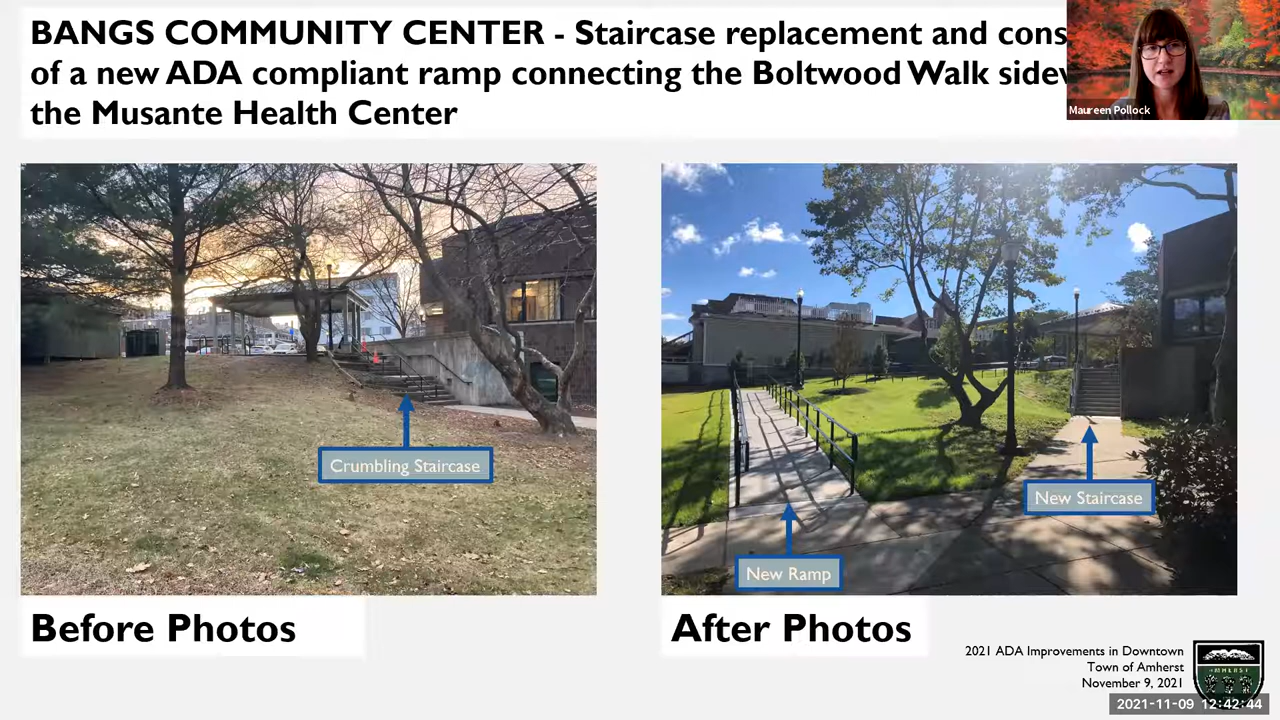 BANGS COMMUNITY CENTER - Staircase replacement and cons
of a new ADA compliant ramp connecting the Boltwood Walk sidew
the Musante Health Center
Maureen Pollock
Crumbling Staircase
New Staircase
New Ramp
Before Photos
After Photos
2021 ADA Improvements in Downtown
Town of Amherst
November 9, 2021
AMHERST
2021-11-09 12:42:44